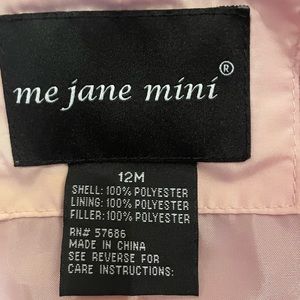 me jane mini®
12M
SHELL: 100% POLYESTER
LINING: 100% POLYESTER
FILLER: 100% POLYESTER
RN# 57686
MADE IN CHINA
SEE REVERSE FOR
CARE INSTRUCTIONS: